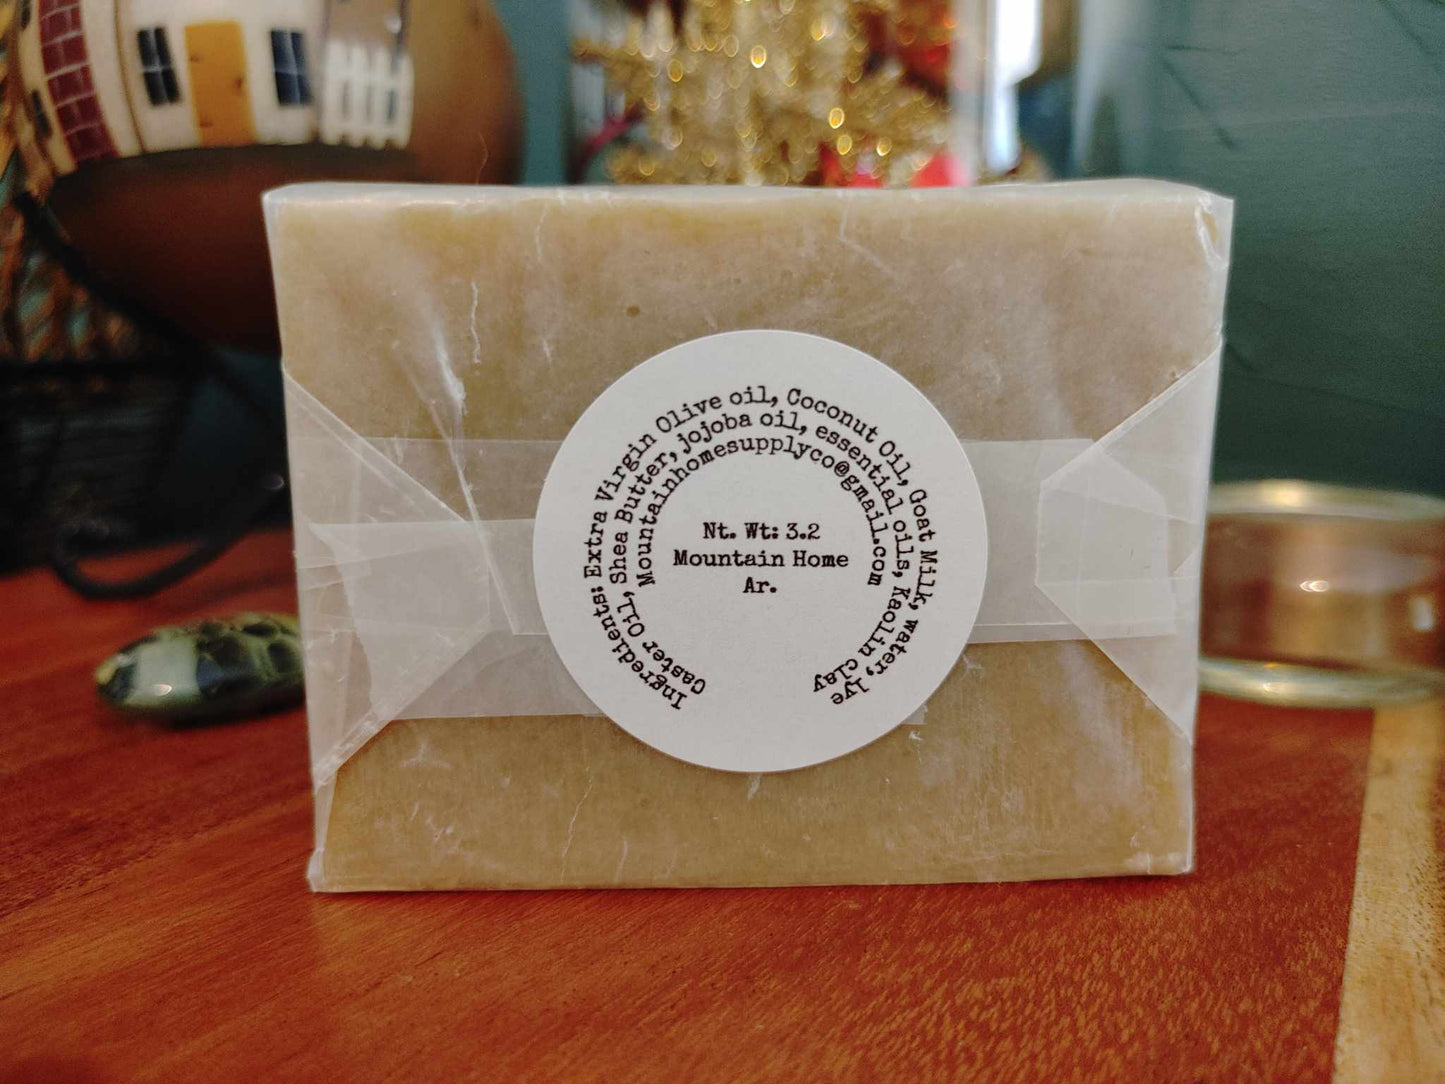 Ingredients: Extra Virgin Olive oil, Coconut Oil, Goat Milk, water, lye
Caster Oil, Shea Butter, jojoba oil, essential oils, Kaolin clay
Mountainhomesupplyco@gmail.com
Nt. Wt: 3.2
Mountain Home
Ar.